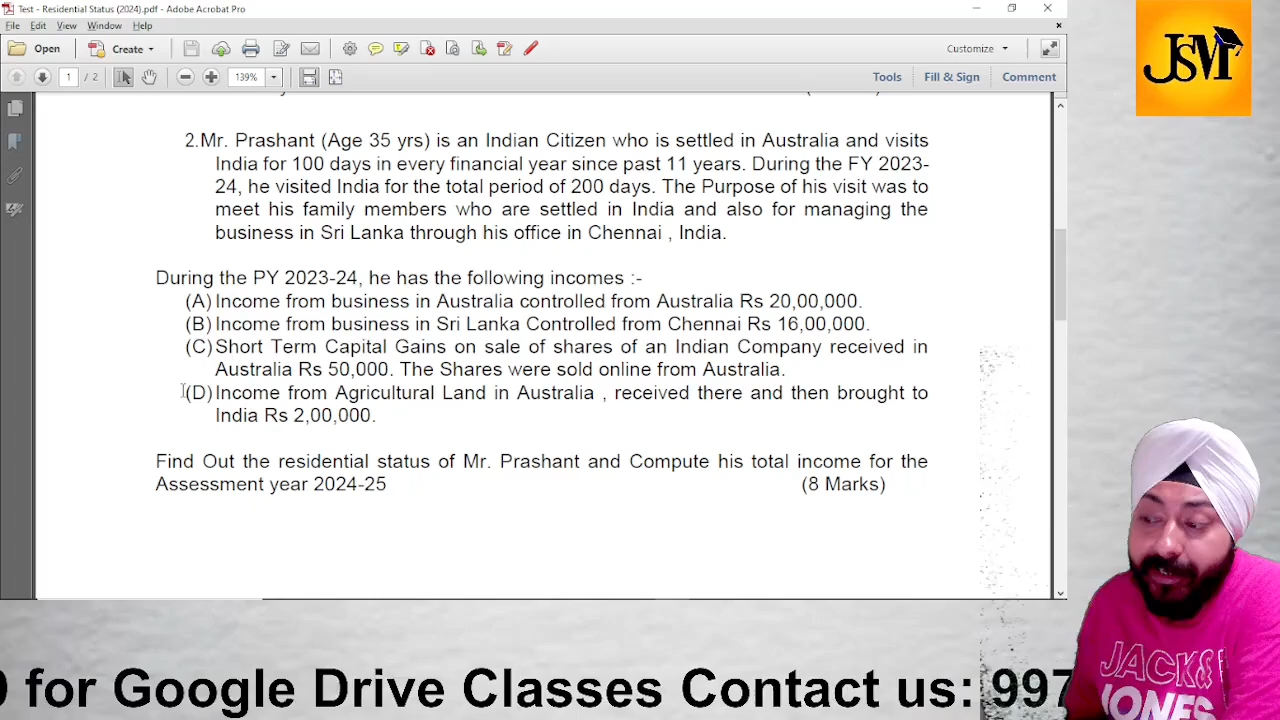 Test - Residential Status (2024).pdf - Adobe Acrobat Pro
File Edit View Window Help
Open Create Customize
1 / 2 139% Tools Fill & Sign Comment
JSM
2.Mr. Prashant (Age 35 yrs) is an Indian Citizen who is settled in Australia and visits
India for 100 days in every financial year since past 11 years. During the FY 2023-
24, he visited India for the total period of 200 days. The Purpose of his visit was to
meet his family members who are settled in India and also for managing the
business in Sri Lanka through his office in Chennai , India.
During the PY 2023-24, he has the following incomes :-
(A) Income from business in Australia controlled from Australia Rs 20,00,000.
(B) Income from business in Sri Lanka Controlled from Chennai Rs 16,00,000.
(C) Short Term Capital Gains on sale of shares of an Indian Company received in
Australia Rs 50,000. The Shares were sold online from Australia.
(D) Income from Agricultural Land in Australia , received there and then brought to
India Rs 2,00,000.
Find Out the residential status of Mr. Prashant and Compute his total income for the
Assessment year 2024-25 (8 Marks)
JACK &
JONES
0 for Google Drive Classes Contact us: 997